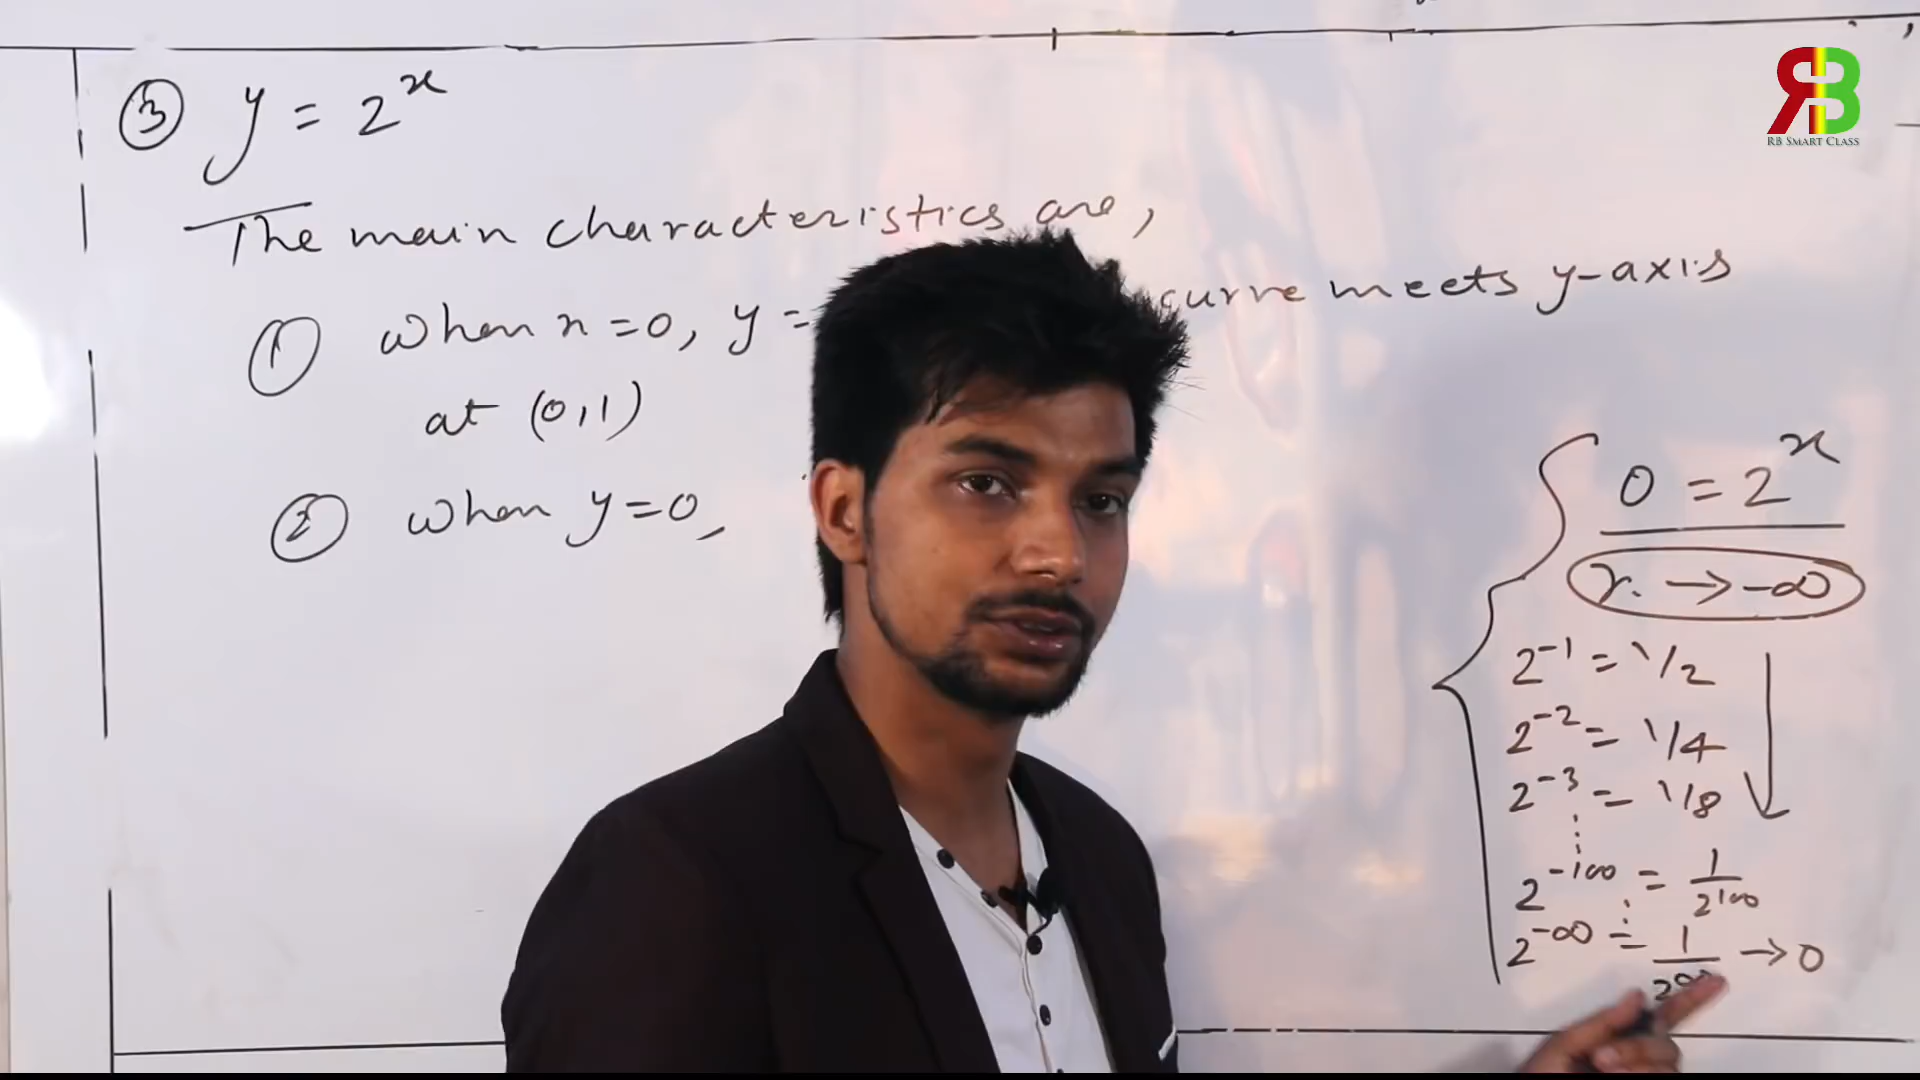 ③ y = 2^x
The main characteristics are,
① when x = 0, y = curve meets y-axis
at (0,1)
② when y = 0,
0 = 2^x
x → -∞
2^-1 = 1/2
2^-2 = 1/4
2^-3 = 1/8
2^-100 = 1/2^100
2^-∞ = 1/2^∞ → 0
RB
RB SMART CLASS